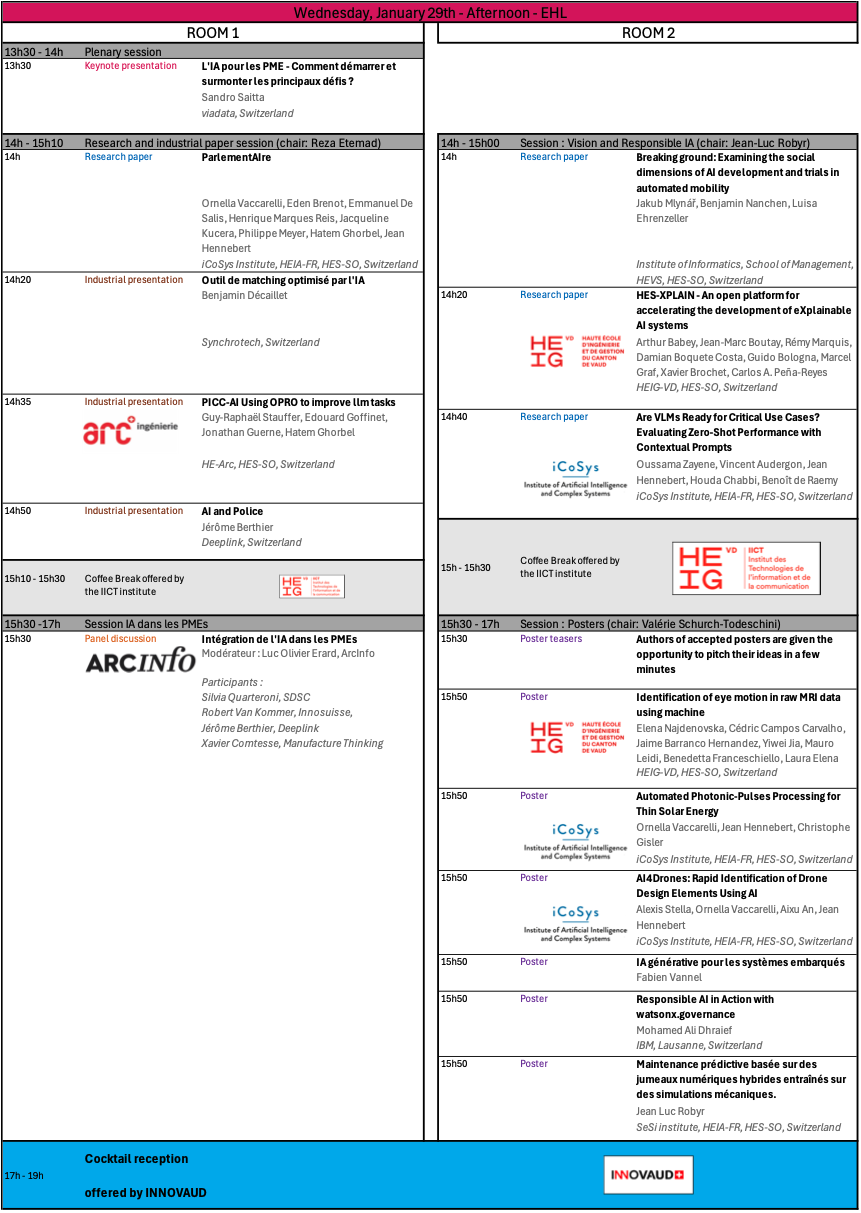 Wednesday, January 29th - Afternoon - EHL
ROOM 1
13h30 - 14h Plenary session
13h30 Keynote presentation L'IA pour les PME - Comment démarrer et
surmonter les principaux défis ?
Sandro Saitta
viadata, Switzerland
14h - 15h10 Research and industrial paper session (chair: Reza Etemad)
14h Research paper ParlementAIre
Ornella Vaccarelli, Eden Brenot, Emmanuel De
Salis, Henrique Marques Reis, Jacqueline
Kucera, Philippe Meyer, Hatem Ghorbel, Jean
Hennebert
iCoSys Institute, HEIA-FR, HES-SO, Switzerland
14h20 Industrial presentation Outil de matching optimisé par l'IA
Benjamin Décaillet
Synchrotech, Switzerland
14h35 Industrial presentation PICC-AI Using OPRO to improve llm tasks
arc ingénierie
Guy-Raphaël Stauffer, Edouard Goffinet,
Jonathan Guerne, Hatem Ghorbel
HE-Arc, HES-SO, Switzerland
14h50 Industrial presentation AI and Police
Jérôme Berthier
Deeplink, Switzerland
15h10 - 15h30 Coffee Break offered by
the IICT institute
HE VD IG IICT
15h30 -17h Session IA dans les PMEs
15h30 Panel discussion Intégration de l'IA dans les PMEs
ARCINFO
Modérateur : Luc Olivier Erard, ArcInfo
Participants :
Silvia Quarteroni, SDSC
Robert Van Kommer, Innosuisse,
Jérôme Berthier, Deeplink
Xavier Comtesse, Manufacture Thinking
ROOM 2
14h - 15h00 Session : Vision and Responsible IA (chair: Jean-Luc Robyr)
14h Research paper Breaking ground: Examining the social
dimensions of AI development and trials in
automated mobility
Jakub Mlynář, Benjamin Nanchen, Luisa
Ehrenzeller
Institute of Informatics, School of Management,
HEVS, HES-SO, Switzerland
14h20 Research paper HES-XPLAIN - An open platform for
accelerating the development of eXplainable
AI systems
HE VD IG
HAUTE ÉCOLE
D'INGÉNIERIE
ET DE GESTION
DU CANTON
DE VAUD
Arthur Babey, Jean-Marc Boutay, Rémy Marquis,
Damian Boquete Costa, Guido Bologna, Marcel
Graf, Xavier Brochet, Carlos A. Peña-Reyes
HEIG-VD, HES-SO, Switzerland
14h40 Research paper Are VLMs Ready for Critical Use Cases?
Evaluating Zero-Shot Performance with
Contextual Prompts
iCoSys
Institute of Artificial Intelligence
and Complex Systems
Oussama Zayene, Vincent Audergon, Jean
Hennebert, Houda Chabbi, Benoît de Raemy
iCoSys Institute, HEIA-FR, HES-SO, Switzerland
15h - 15h30 Coffee Break offered by
the IICT institute
HE VD IG
IICT
Institut des
Technologies de
l'information et de
la communication
15h30 - 17h Session : Posters (chair: Valérie Schurch-Todeschini)
15h30 Poster teasers Authors of accepted posters are given the
opportunity to pitch their ideas in a few
minutes
15h50 Poster Identification of eye motion in raw MRI data
using machine
HE VD IG
HAUTE ÉCOLE
D'INGÉNIERIE
ET DE GESTION
DU CANTON
DE VAUD
Elena Najdenovska, Cédric Campos Carvalho,
Jaime Barranco Hernandez, Yiwei Jia, Mauro
Leidi, Benedetta Franceschiello, Laura Elena
HEIG-VD, HES-SO, Switzerland
15h50 Poster Automated Photonic-Pulses Processing for
Thin Solar Energy
iCoSys
Institute of Artificial Intelligence
and Complex Systems
Ornella Vaccarelli, Jean Hennebert, Christophe
Gisler
iCoSys Institute, HEIA-FR, HES-SO, Switzerland
15h50 Poster AI4Drones: Rapid Identification of Drone
Design Elements Using AI
iCoSys
Institute of Artificial Intelligence
and Complex Systems
Alexis Stella, Ornella Vaccarelli, Aixu An, Jean
Hennebert
iCoSys Institute, HEIA-FR, HES-SO, Switzerland
15h50 Poster IA générative pour les systèmes embarqués
Fabien Vannel
15h50 Poster Responsible AI in Action with
watsonx.governance
Mohamed Ali Dhraief
IBM, Lausanne, Switzerland
15h50 Poster Maintenance prédictive basée sur des
jumeaux numériques hybrides entraînés sur
des simulations mécaniques.
Jean Luc Robyr
SeSi institute, HEIA-FR, HES-SO, Switzerland
17h - 19h Cocktail reception
offered by INNOVAUD
INNOVAUD